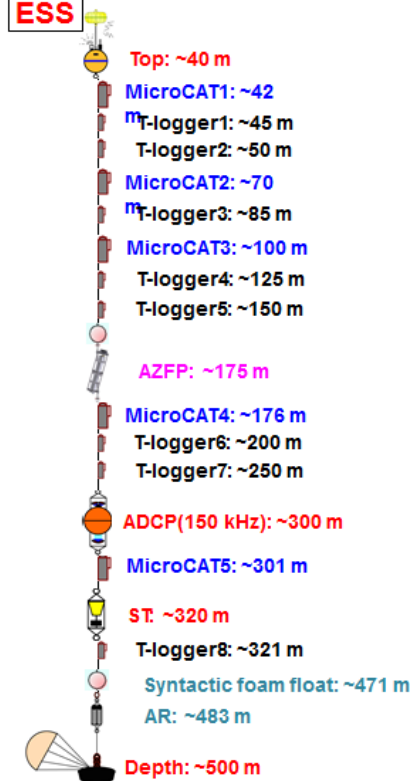 ESS
Top: ~40 m
MicroCAT1: ~42
m
T-logger1: ~45 m
T-logger2: ~50 m
MicroCAT2: ~70
m
T-logger3: ~85 m
MicroCAT3: ~100 m
T-logger4: ~125 m
T-logger5: ~150 m
AZFP: ~175 m
MicroCAT4: ~176 m
T-logger6: ~200 m
T-logger7: ~250 m
ADCP(150 kHz): ~300 m
MicroCAT5: ~301 m
ST: ~320 m
T-logger8: ~321 m
Syntactic foam float: ~471 m
AR: ~483 m
Depth: ~500 m